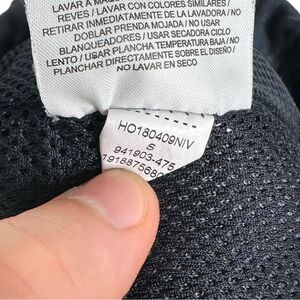 LAVAR A
REVES / LAVAR CON COLORES SIMILARES /
RETIRAR INMEDIATAMENTE DE LA LAVADORA / NO
DOBLAR PRENDA MOJADA / NO USAR
BLANQUEADORES / USAR SECADORA CICLO
LENTO / USAR PLANCHA TEMPERATURA BAJA / NO
PLANCHAR DIRECTAMENTE SOBRE EL DISEÑO /
NO LAVAR EN SECO
HO180409NIV
S
941903-475
1918875680